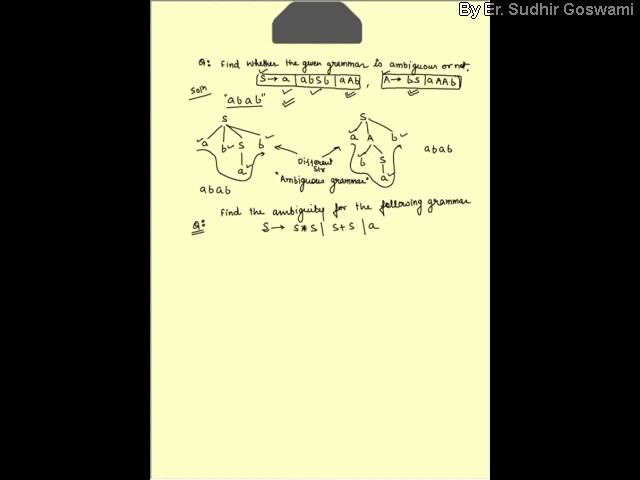 By Er. Sudhir Goswami
Q: Find whether the given grammar is ambiguous or not.
S → a | abSb | aAb , A → bS | aAAb
Soln "abab"
S S
a b S b a A b abab
a b S
a
Different Str
"Ambiguous grammar"
abab
Find the ambiguity for the following grammar
Q: S → S*S | S+S | a